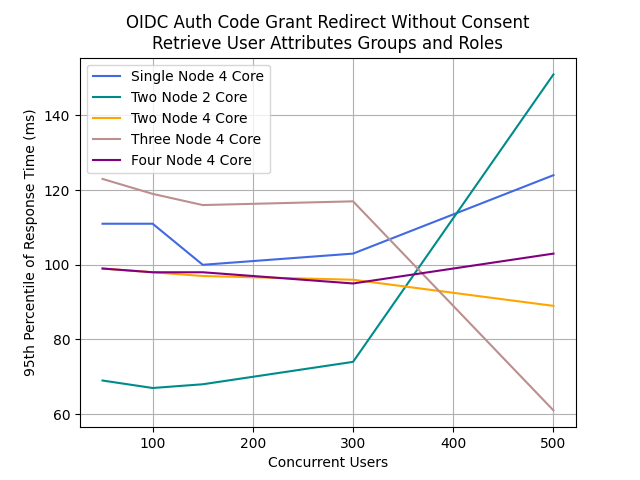 OIDC Auth Code Grant Redirect Without Consent
Retrieve User Attributes Groups and Roles
Single Node 4 Core
Two Node 2 Core
Two Node 4 Core
Three Node 4 Core
Four Node 4 Core
95th Percentile of Response Time (ms)
140
120
100
80
60
100 200 300 400 500
Concurrent Users